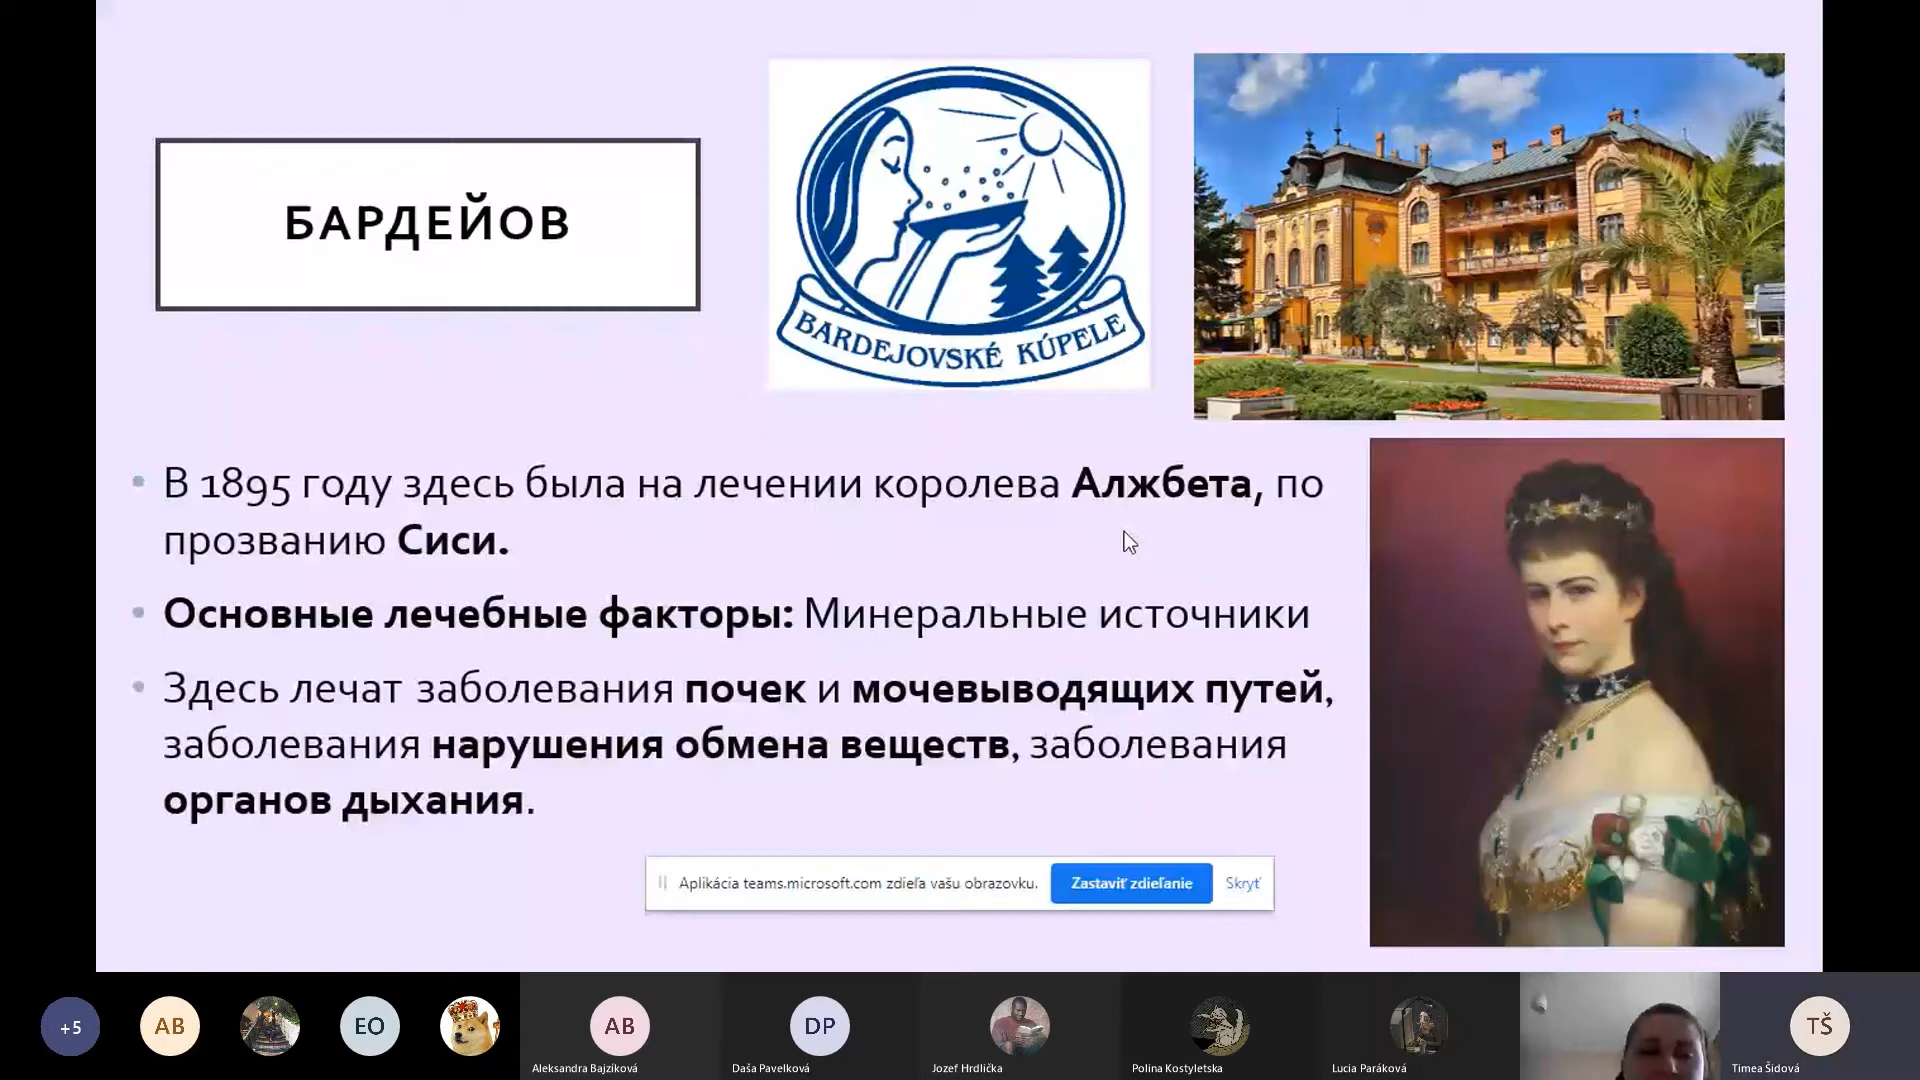 БАРДЕЙОВ
BARDEJOVSKÉ KÚPELE
В 1895 году здесь была на лечении королева Алжбета, по
прозванию Сиси.
Основные лечебные факторы: Минеральные источники
Здесь лечат заболевания почек и мочевыводящих путей,
заболевания нарушения обмена веществ, заболевания
органов дыхания.
Aplikácia teams.microsoft.com zdieľa vašu obrazovku. Zastaviť zdieľanie Skryť
+5 AB EO AB DP TŠ
Aleksandra Bajzíková Daša Pavelková Jozef Hrdlička Polina Kostyletska Lucia Paráková Timea Šidová